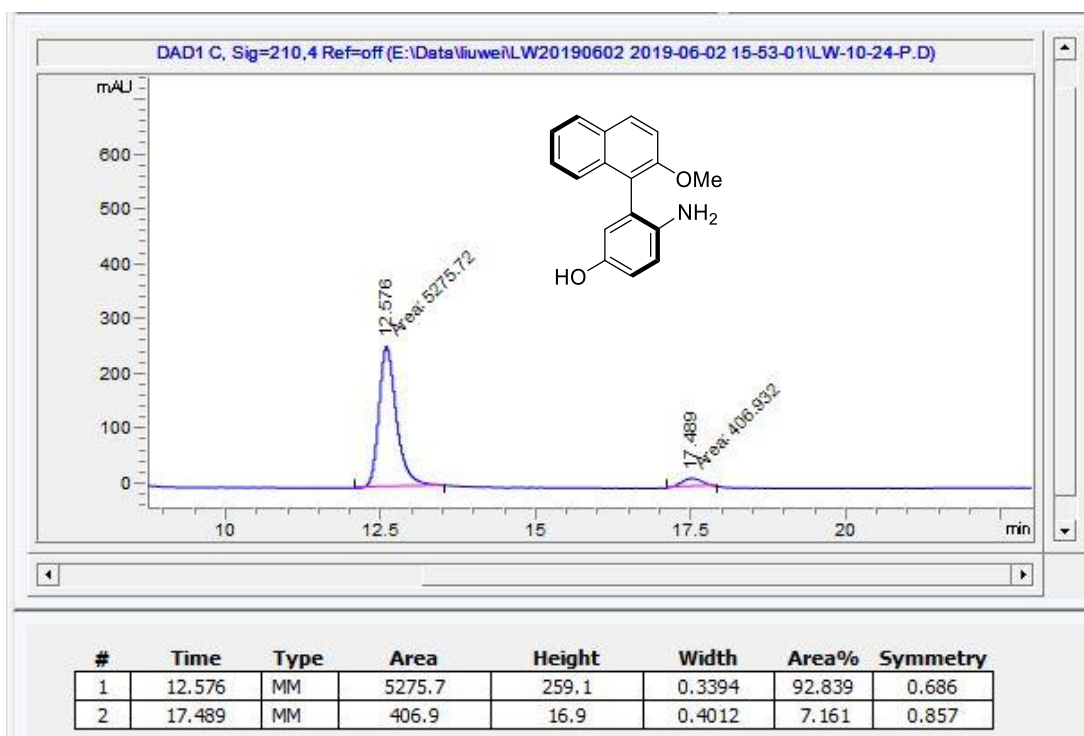 DAD1 C, Sig=210,4 Ref=off (E:\Data\liuwei\LW20190602 2019-06-02 15-53-01\LW-10-24-P.D)
mAU
600
500
400
300
200
100
0
OMe
NH2
HO
12.576
Area: 5275.72
17.489
Area: 406.932
10 12.5 15 17.5 20 min
# Time Type Area Height Width Area% Symmetry
1 12.576 MM 5275.7 259.1 0.3394 92.839 0.686
2 17.489 MM 406.9 16.9 0.4012 7.161 0.857